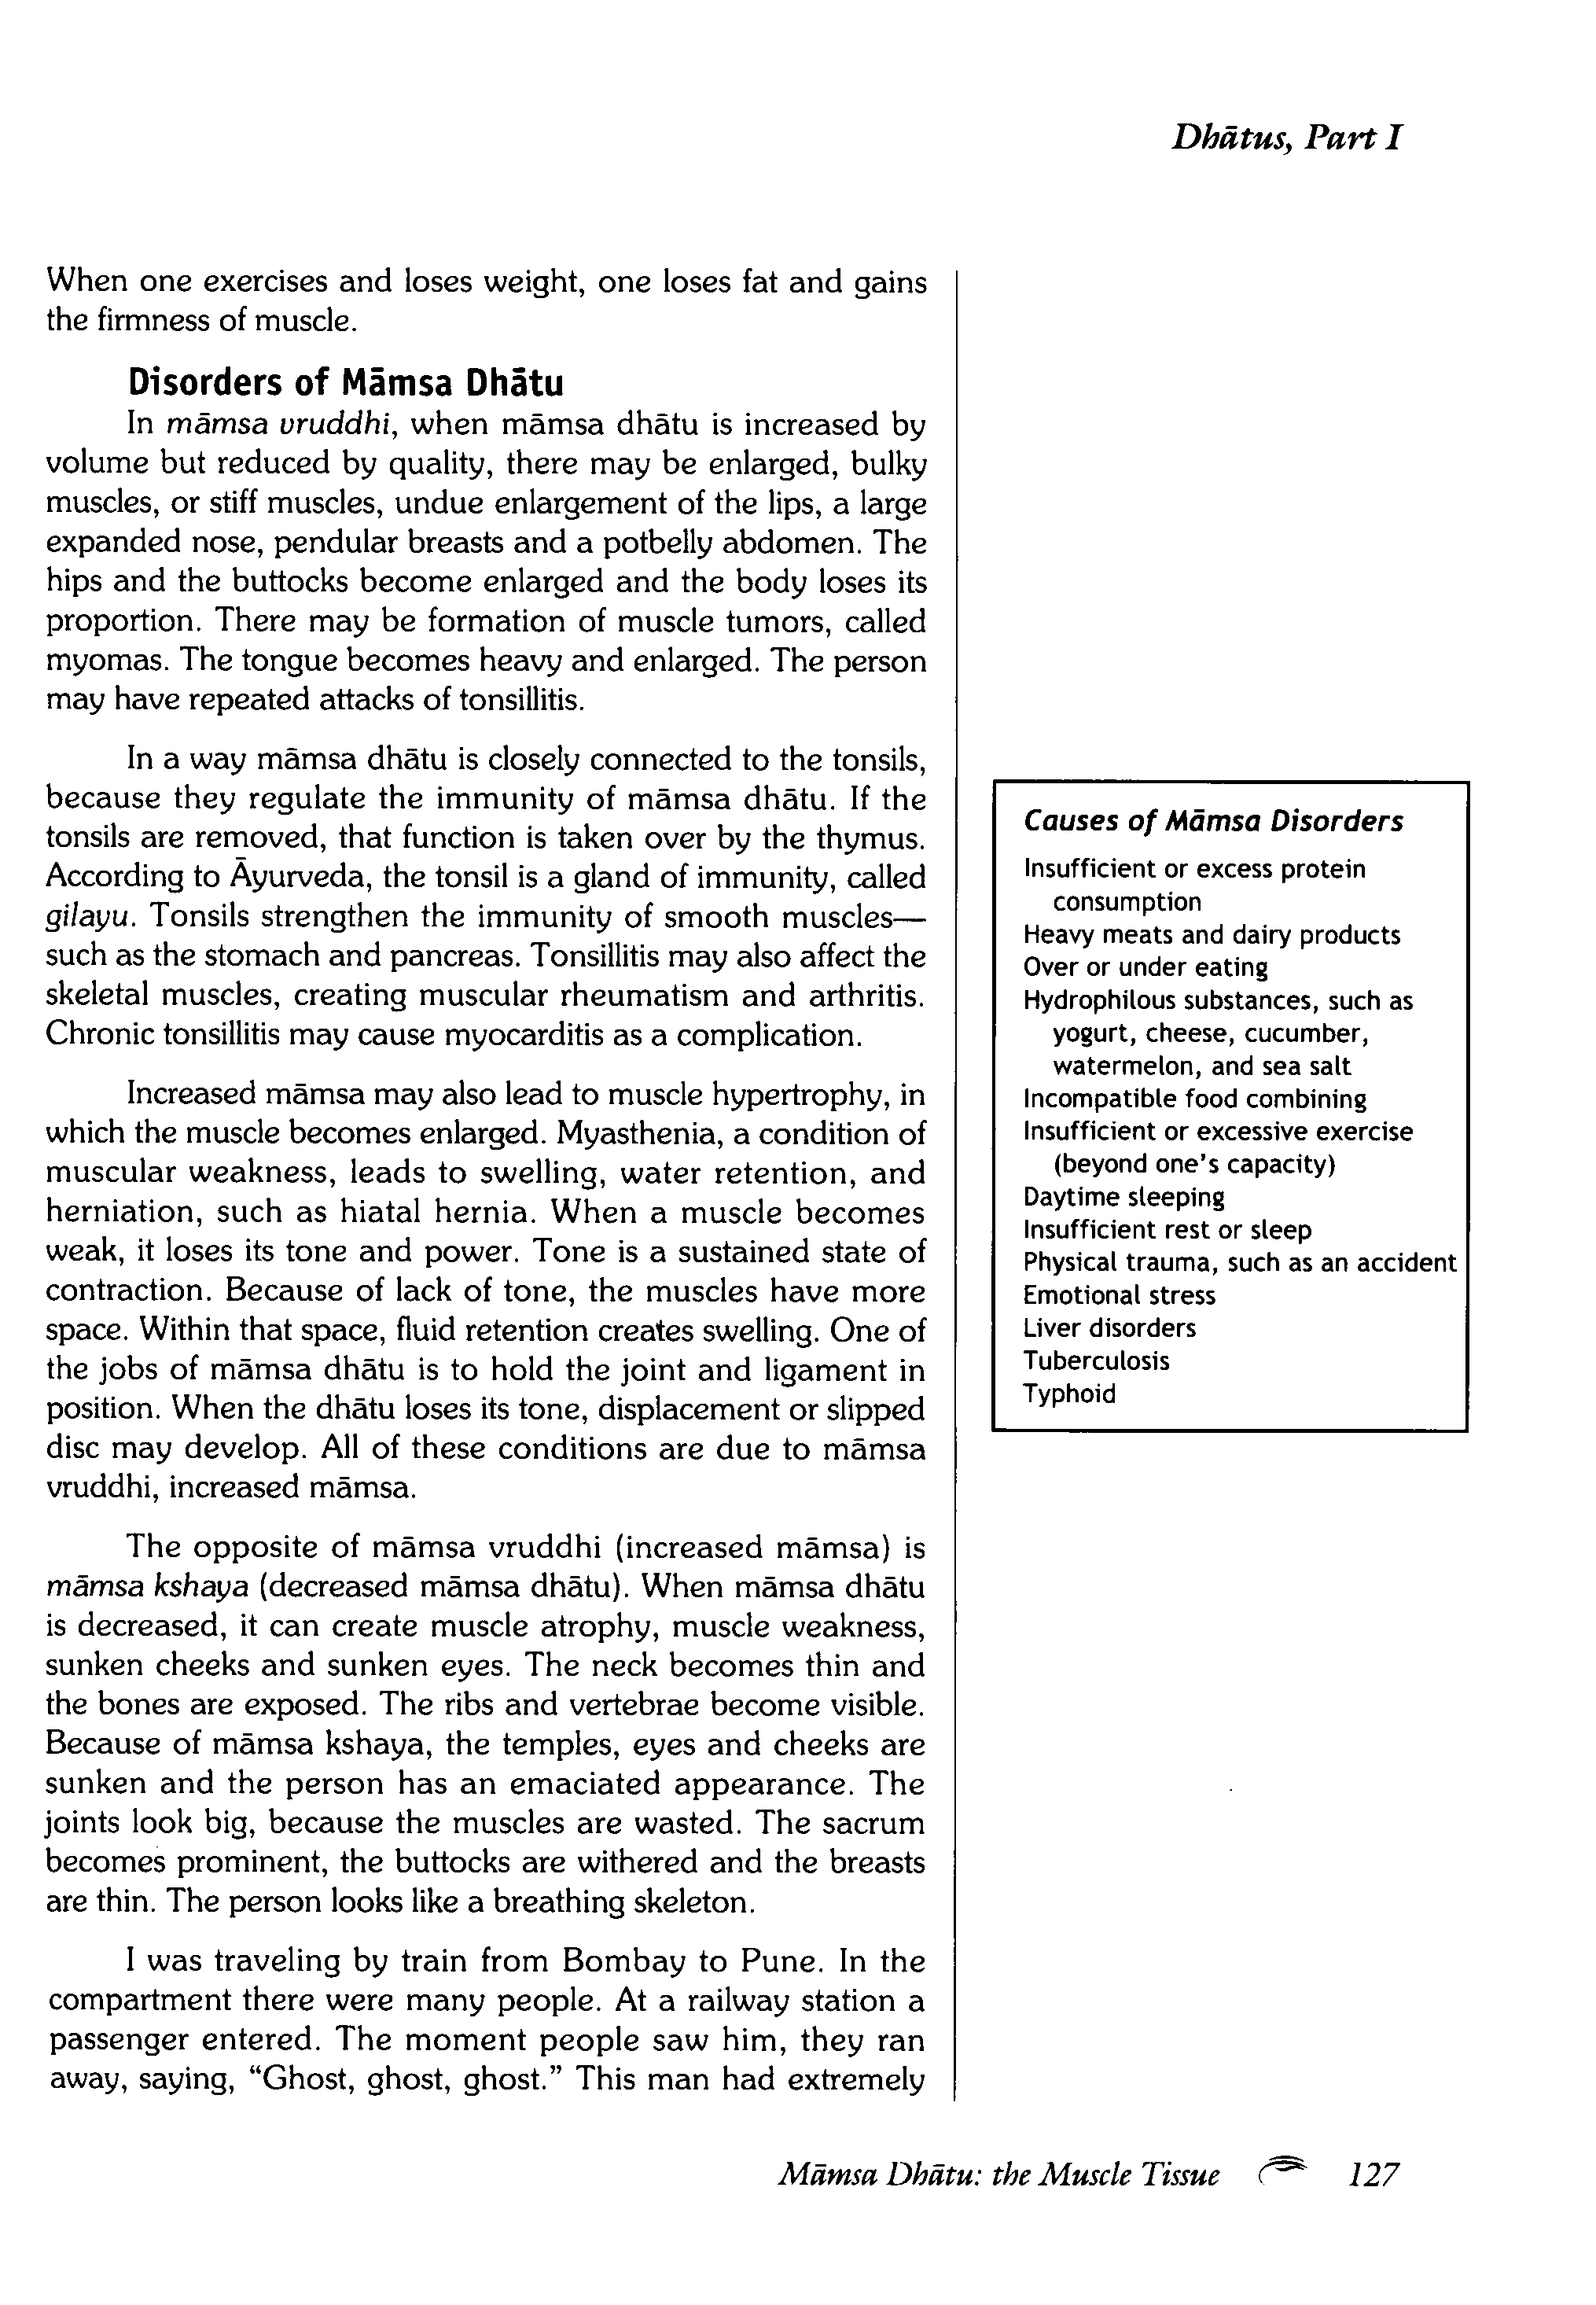 Dhātus, Part I
When one exercises and loses weight, one loses fat and gains
the firmness of muscle.
Disorders of Māmsa Dhātu
In māmsa vruddhi, when māmsa dhātu is increased by
volume but reduced by quality, there may be enlarged, bulky
muscles, or stiff muscles, undue enlargement of the lips, a large
expanded nose, pendular breasts and a potbelly abdomen. The
hips and the buttocks become enlarged and the body loses its
proportion. There may be formation of muscle tumors, called
myomas. The tongue becomes heavy and enlarged. The person
may have repeated attacks of tonsillitis.
In a way māmsa dhātu is closely connected to the tonsils,
because they regulate the immunity of māmsa dhātu. If the
tonsils are removed, that function is taken over by the thymus.
According to Āyurveda, the tonsil is a gland of immunity, called
gilayu. Tonsils strengthen the immunity of smooth muscles—
such as the stomach and pancreas. Tonsillitis may also affect the
skeletal muscles, creating muscular rheumatism and arthritis.
Chronic tonsillitis may cause myocarditis as a complication.
Increased māmsa may also lead to muscle hypertrophy, in
which the muscle becomes enlarged. Myasthenia, a condition of
muscular weakness, leads to swelling, water retention, and
herniation, such as hiatal hernia. When a muscle becomes
weak, it loses its tone and power. Tone is a sustained state of
contraction. Because of lack of tone, the muscles have more
space. Within that space, fluid retention creates swelling. One of
the jobs of māmsa dhātu is to hold the joint and ligament in
position. When the dhātu loses its tone, displacement or slipped
disc may develop. All of these conditions are due to māmsa
vruddhi, increased māmsa.
The opposite of māmsa vruddhi (increased māmsa) is
māmsa kshaya (decreased māmsa dhātu). When māmsa dhātu
is decreased, it can create muscle atrophy, muscle weakness,
sunken cheeks and sunken eyes. The neck becomes thin and
the bones are exposed. The ribs and vertebrae become visible.
Because of māmsa kshaya, the temples, eyes and cheeks are
sunken and the person has an emaciated appearance. The
joints look big, because the muscles are wasted. The sacrum
becomes prominent, the buttocks are withered and the breasts
are thin. The person looks like a breathing skeleton.
I was traveling by train from Bombay to Pune. In the
compartment there were many people. At a railway station a
passenger entered. The moment people saw him, they ran
away, saying, “Ghost, ghost, ghost.” This man had extremely
Causes of Māmsa Disorders
Insufficient or excess protein
consumption
Heavy meats and dairy products
Over or under eating
Hydrophilous substances, such as
yogurt, cheese, cucumber,
watermelon, and sea salt
Incompatible food combining
Insufficient or excessive exercise
(beyond one's capacity)
Daytime sleeping
Insufficient rest or sleep
Physical trauma, such as an accident
Emotional stress
Liver disorders
Tuberculosis
Typhoid
Māmsa Dhātu: the Muscle Tissue 127